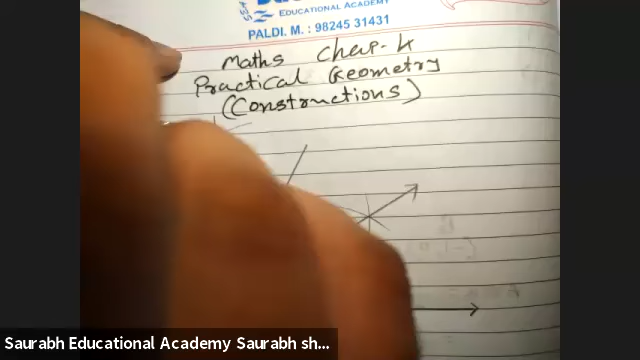 EDUCATIONAL ACADEMY
PALDI. M. : 98245 31431
Maths Chap-4
Practical Geometry
(Constructions)
Saurabh Educational Academy Saurabh sh...